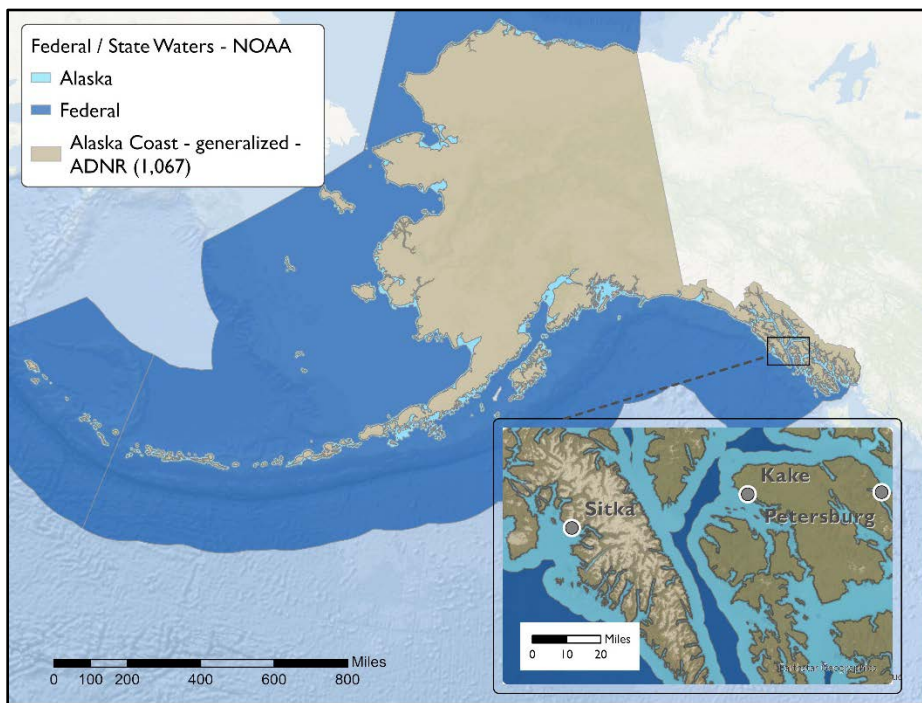 Federal / State Waters - NOAA
Alaska
Federal
Alaska Coast - generalized -
ADNR (1,067)
Kake
Sitka
Petersburg
Miles
0 10 20
Miles
0 100 200 400 600 800